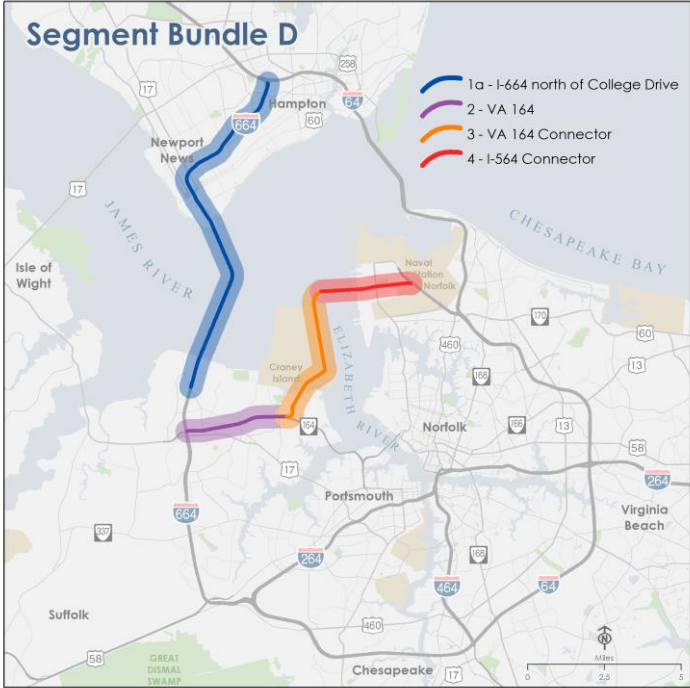 Segment Bundle D
1a - I-664 north of College Drive
2 - VA 164
3 - VA 164 Connector
4 - I-564 Connector
17
258
64
Hampton
664
60
Newport
News
17
JAMES RIVER
CHESAPEAKE BAY
Isle of
Wight
Naval
Station
Norfolk
170
60
460
13
Craney
Island
ELIZABETH RIVER
168
164
Norfolk
166
13
17
58
264
Portsmouth
664
Virginia
Beach
337
264
168
464
64
Suffolk
460
58
GREAT
DISMAL
SWAMP
Chesapeake
17
N
Miles
0 2.5 5